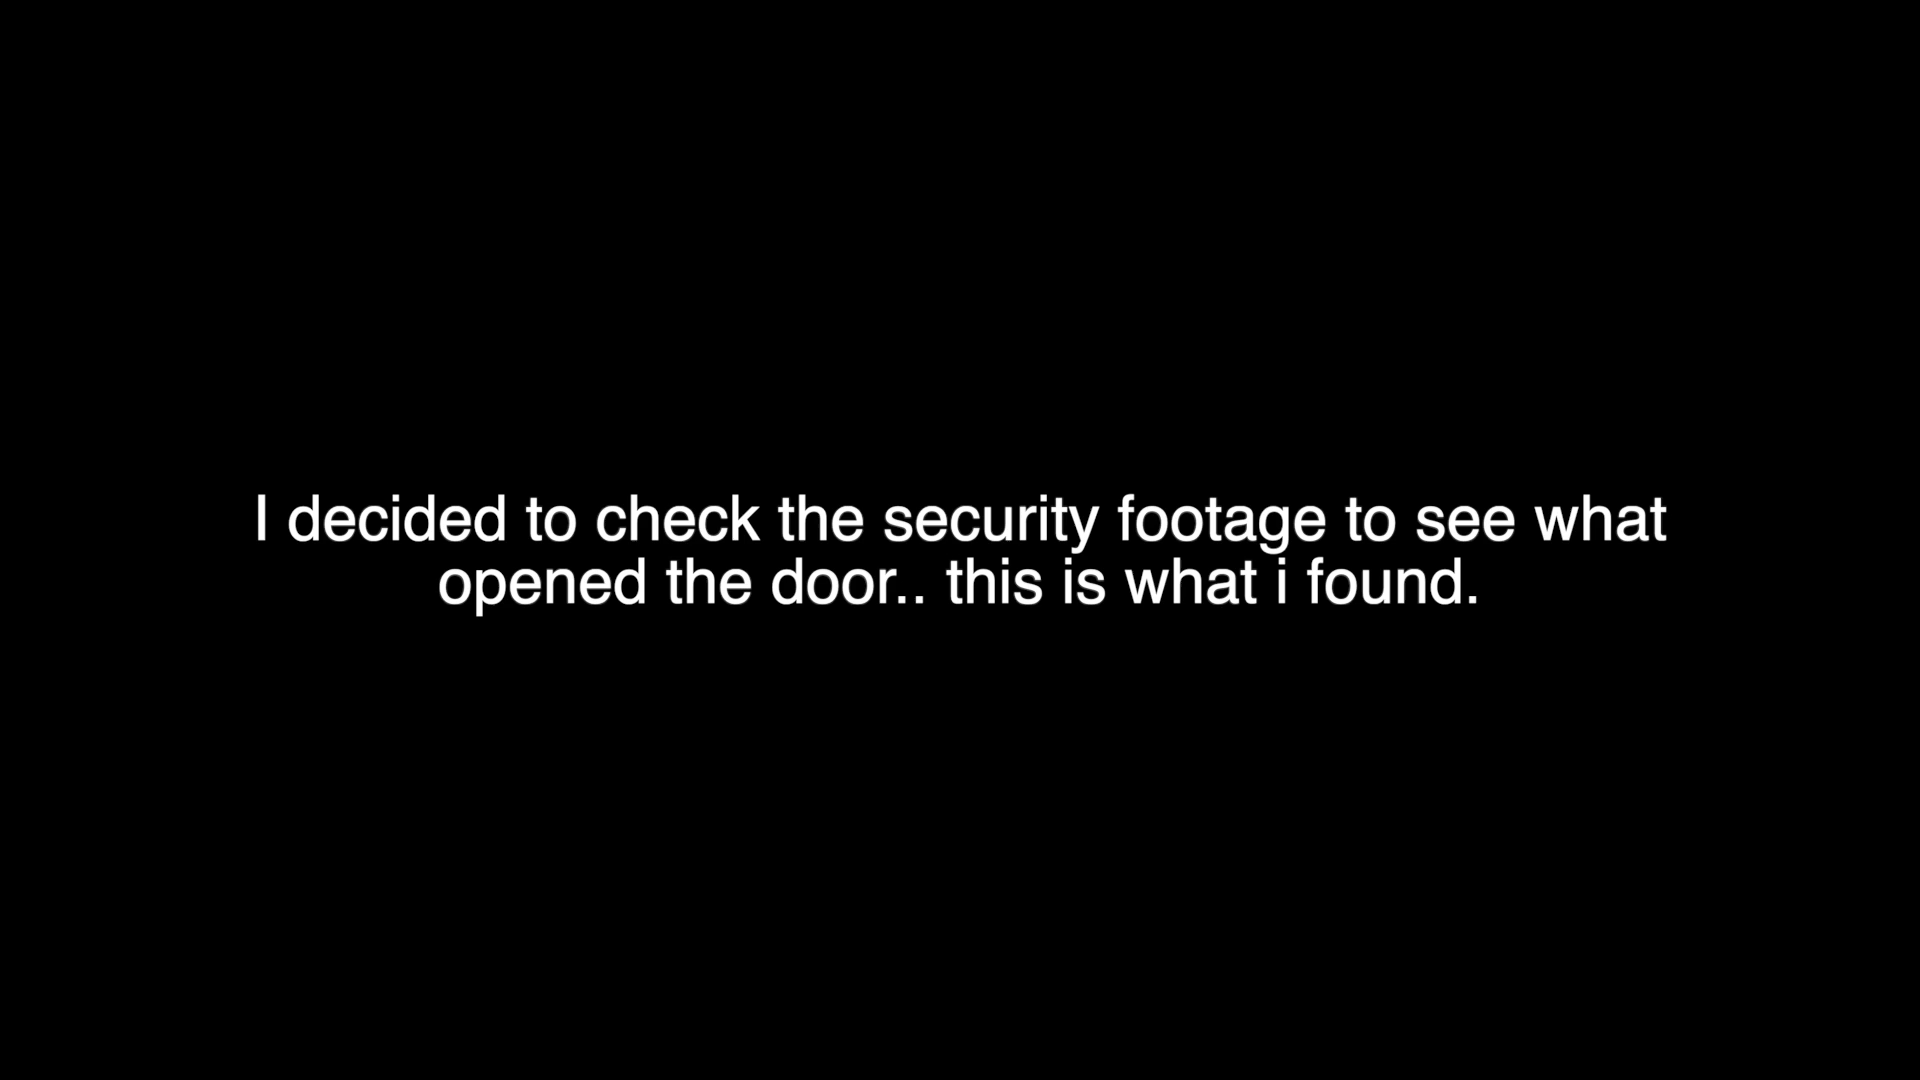 I decided to check the security footage to see what
opened the door.. this is what i found.